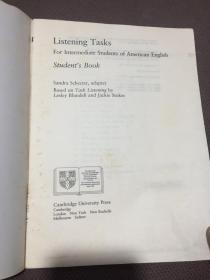 Listening Tasks
For Intermediate Students of American English
Student's Book
Sandra Schecter, adapter
Based on Task Listening by
Lesley Blundell and Jackie Stokes
Cambridge University Press
Cambridge
London New York New Rochelle
Melbourne Sydney